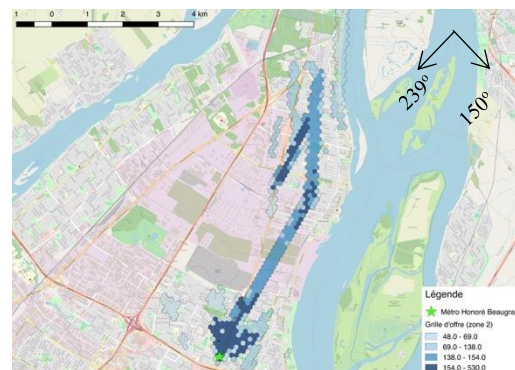 1 0 1 2 3 4 km
239°
150°
Légende
Métro Honoré Beaugra
Grille d'offre (zone 2)
48.0 - 69.0
69.0 - 138.0
138.0 - 154.0
154.0 - 530.0